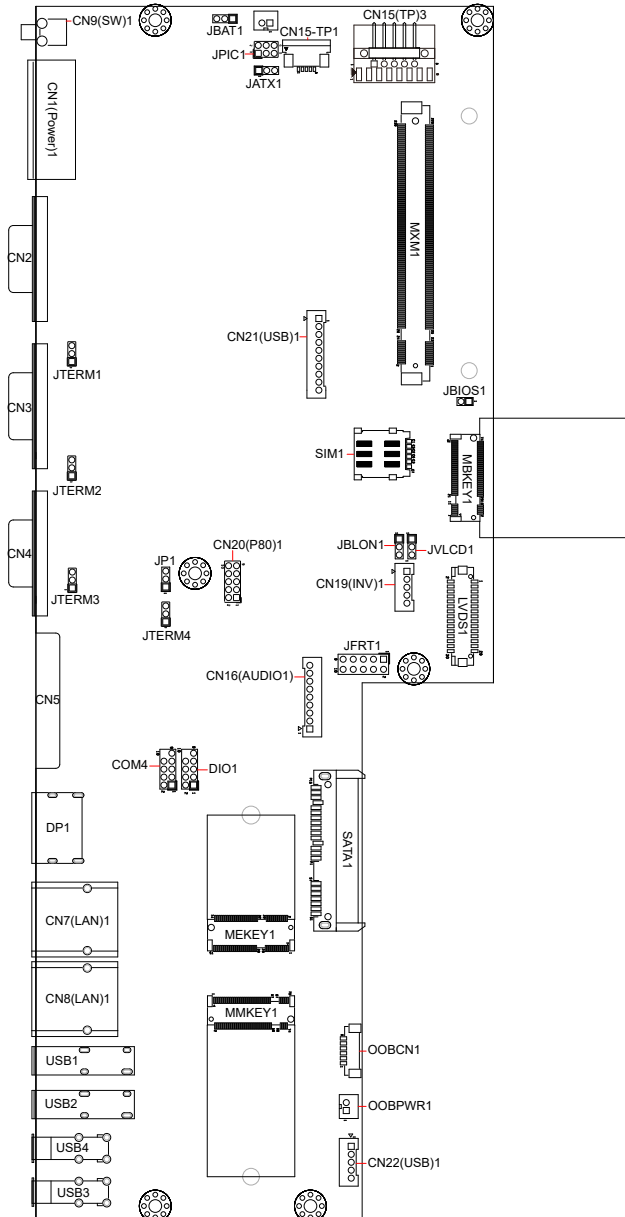 CN9(SW)1
JBAT1
CN15-TP1
CN15(TP)3
JPIC1
JATX1
CN1(Power)1
MXM1
CN2
CN21(USB)1
JTERM1
JBIOS1
CN3
SIM1
MBKEY1
JTERM2
CN4
CN20(P80)1
JP1
JBLON1
JVLCD1
CN19(INV)1
JTERM3
LVDS1
JTERM4
JFRT1
CN16(AUDIO1)
CN5
COM4
DIO1
DP1
SATA1
CN7(LAN)1
MEKEY1
CN8(LAN)1
MMKEY1
OOBCN1
USB1
USB2
OOBPWR1
USB4
CN22(USB)1
USB3